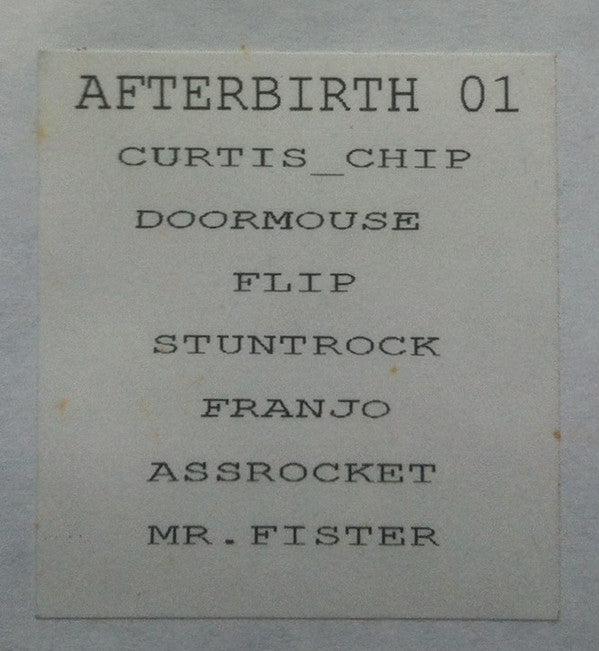 AFTERBIRTH 01
CURTIS_CHIP
DOORMOUSE
FLIP
STUNTROCK
FRANJO
ASSROCKET
MR.FISTER